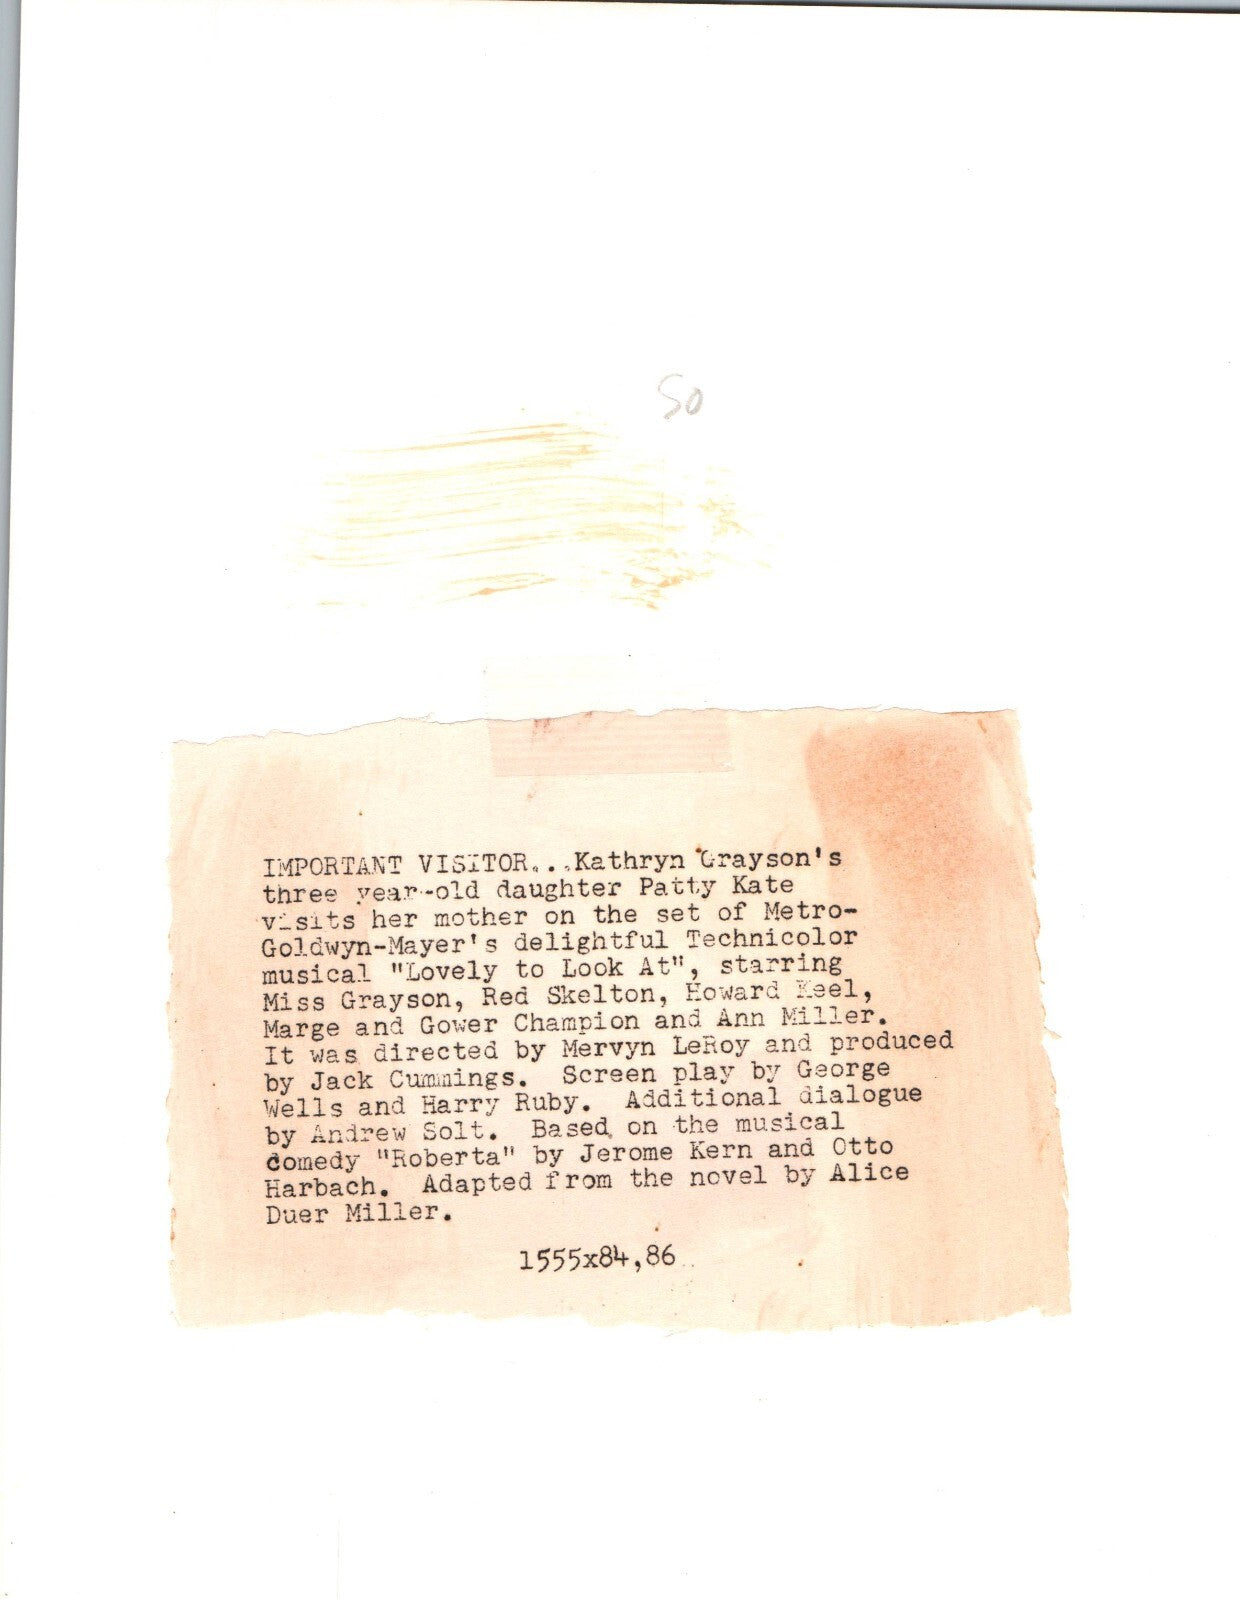 50
IMPORTANT VISITOR...Kathryn Grayson's
three year-old daughter Patty Kate
visits her mother on the set of Metro-
Goldwyn-Mayer's delightful Technicolor
musical "Lovely to Look At", starring
Miss Grayson, Red Skelton, Howard Keel,
Marge and Gower Champion and Ann Miller.
It was directed by Mervyn LeRoy and produced
by Jack Cummings. Screen play by George
Wells and Harry Ruby. Additional dialogue
by Andrew Solt. Based on the musical
comedy "Roberta" by Jerome Kern and Otto
Harbach. Adapted from the novel by Alice
Duer Miller.
1555x84,86